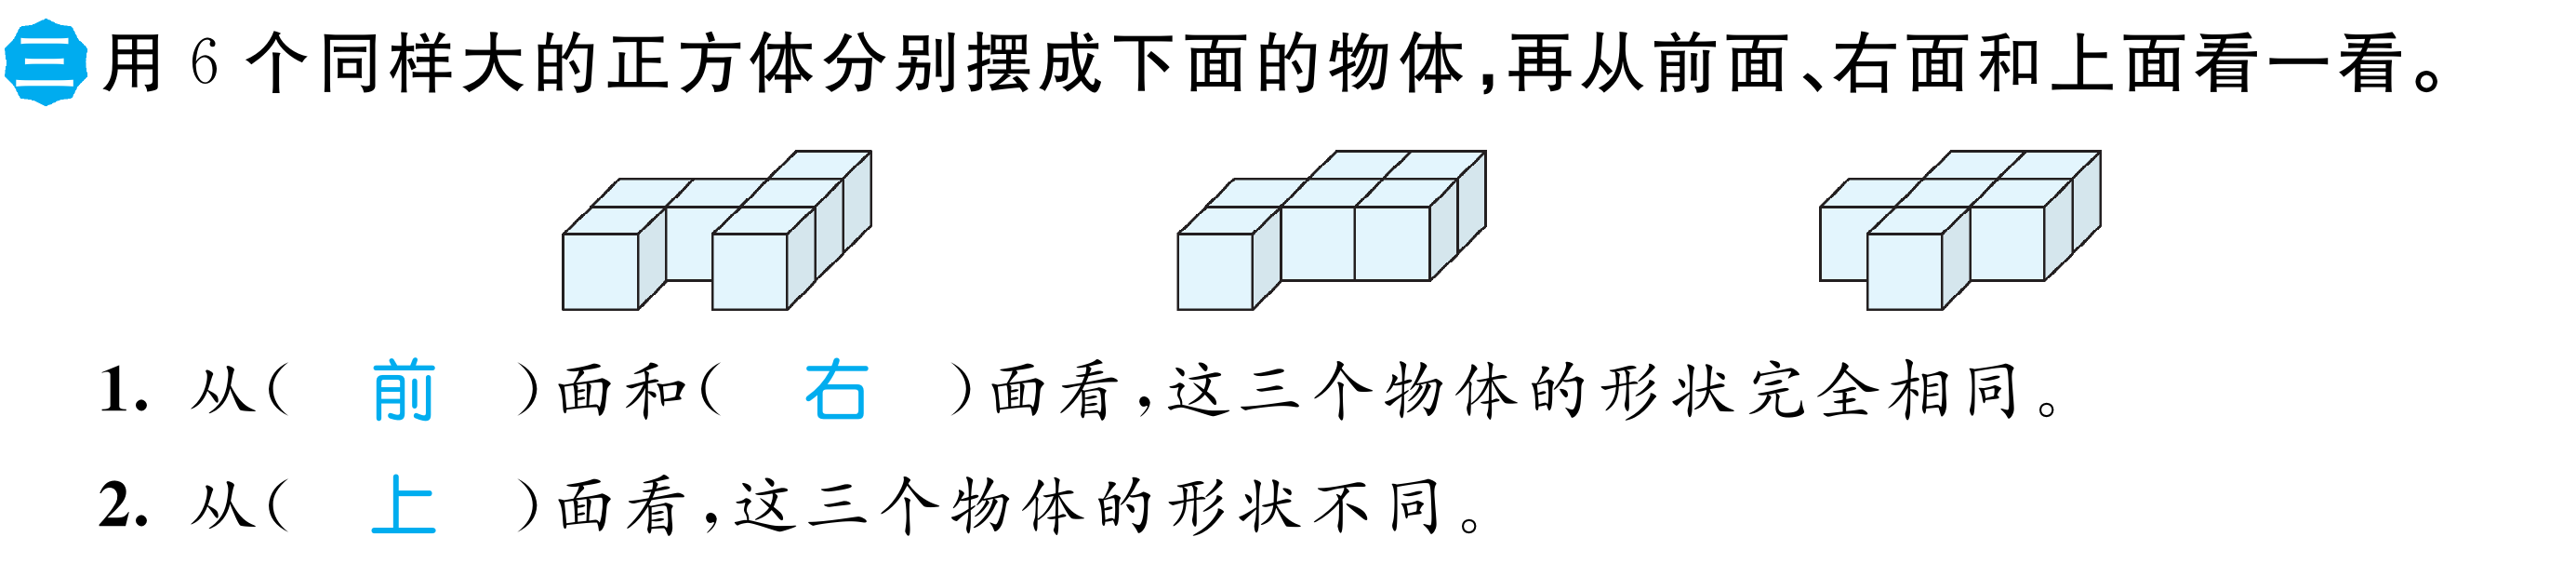 三 用 6 个同样大的正方体分别摆成下面的物体,再从前面、右面和上面看一看。
1. 从( 前 )面和( 右 )面看,这三个物体的形状完全相同。
2. 从( 上 )面看,这三个物体的形状不同。